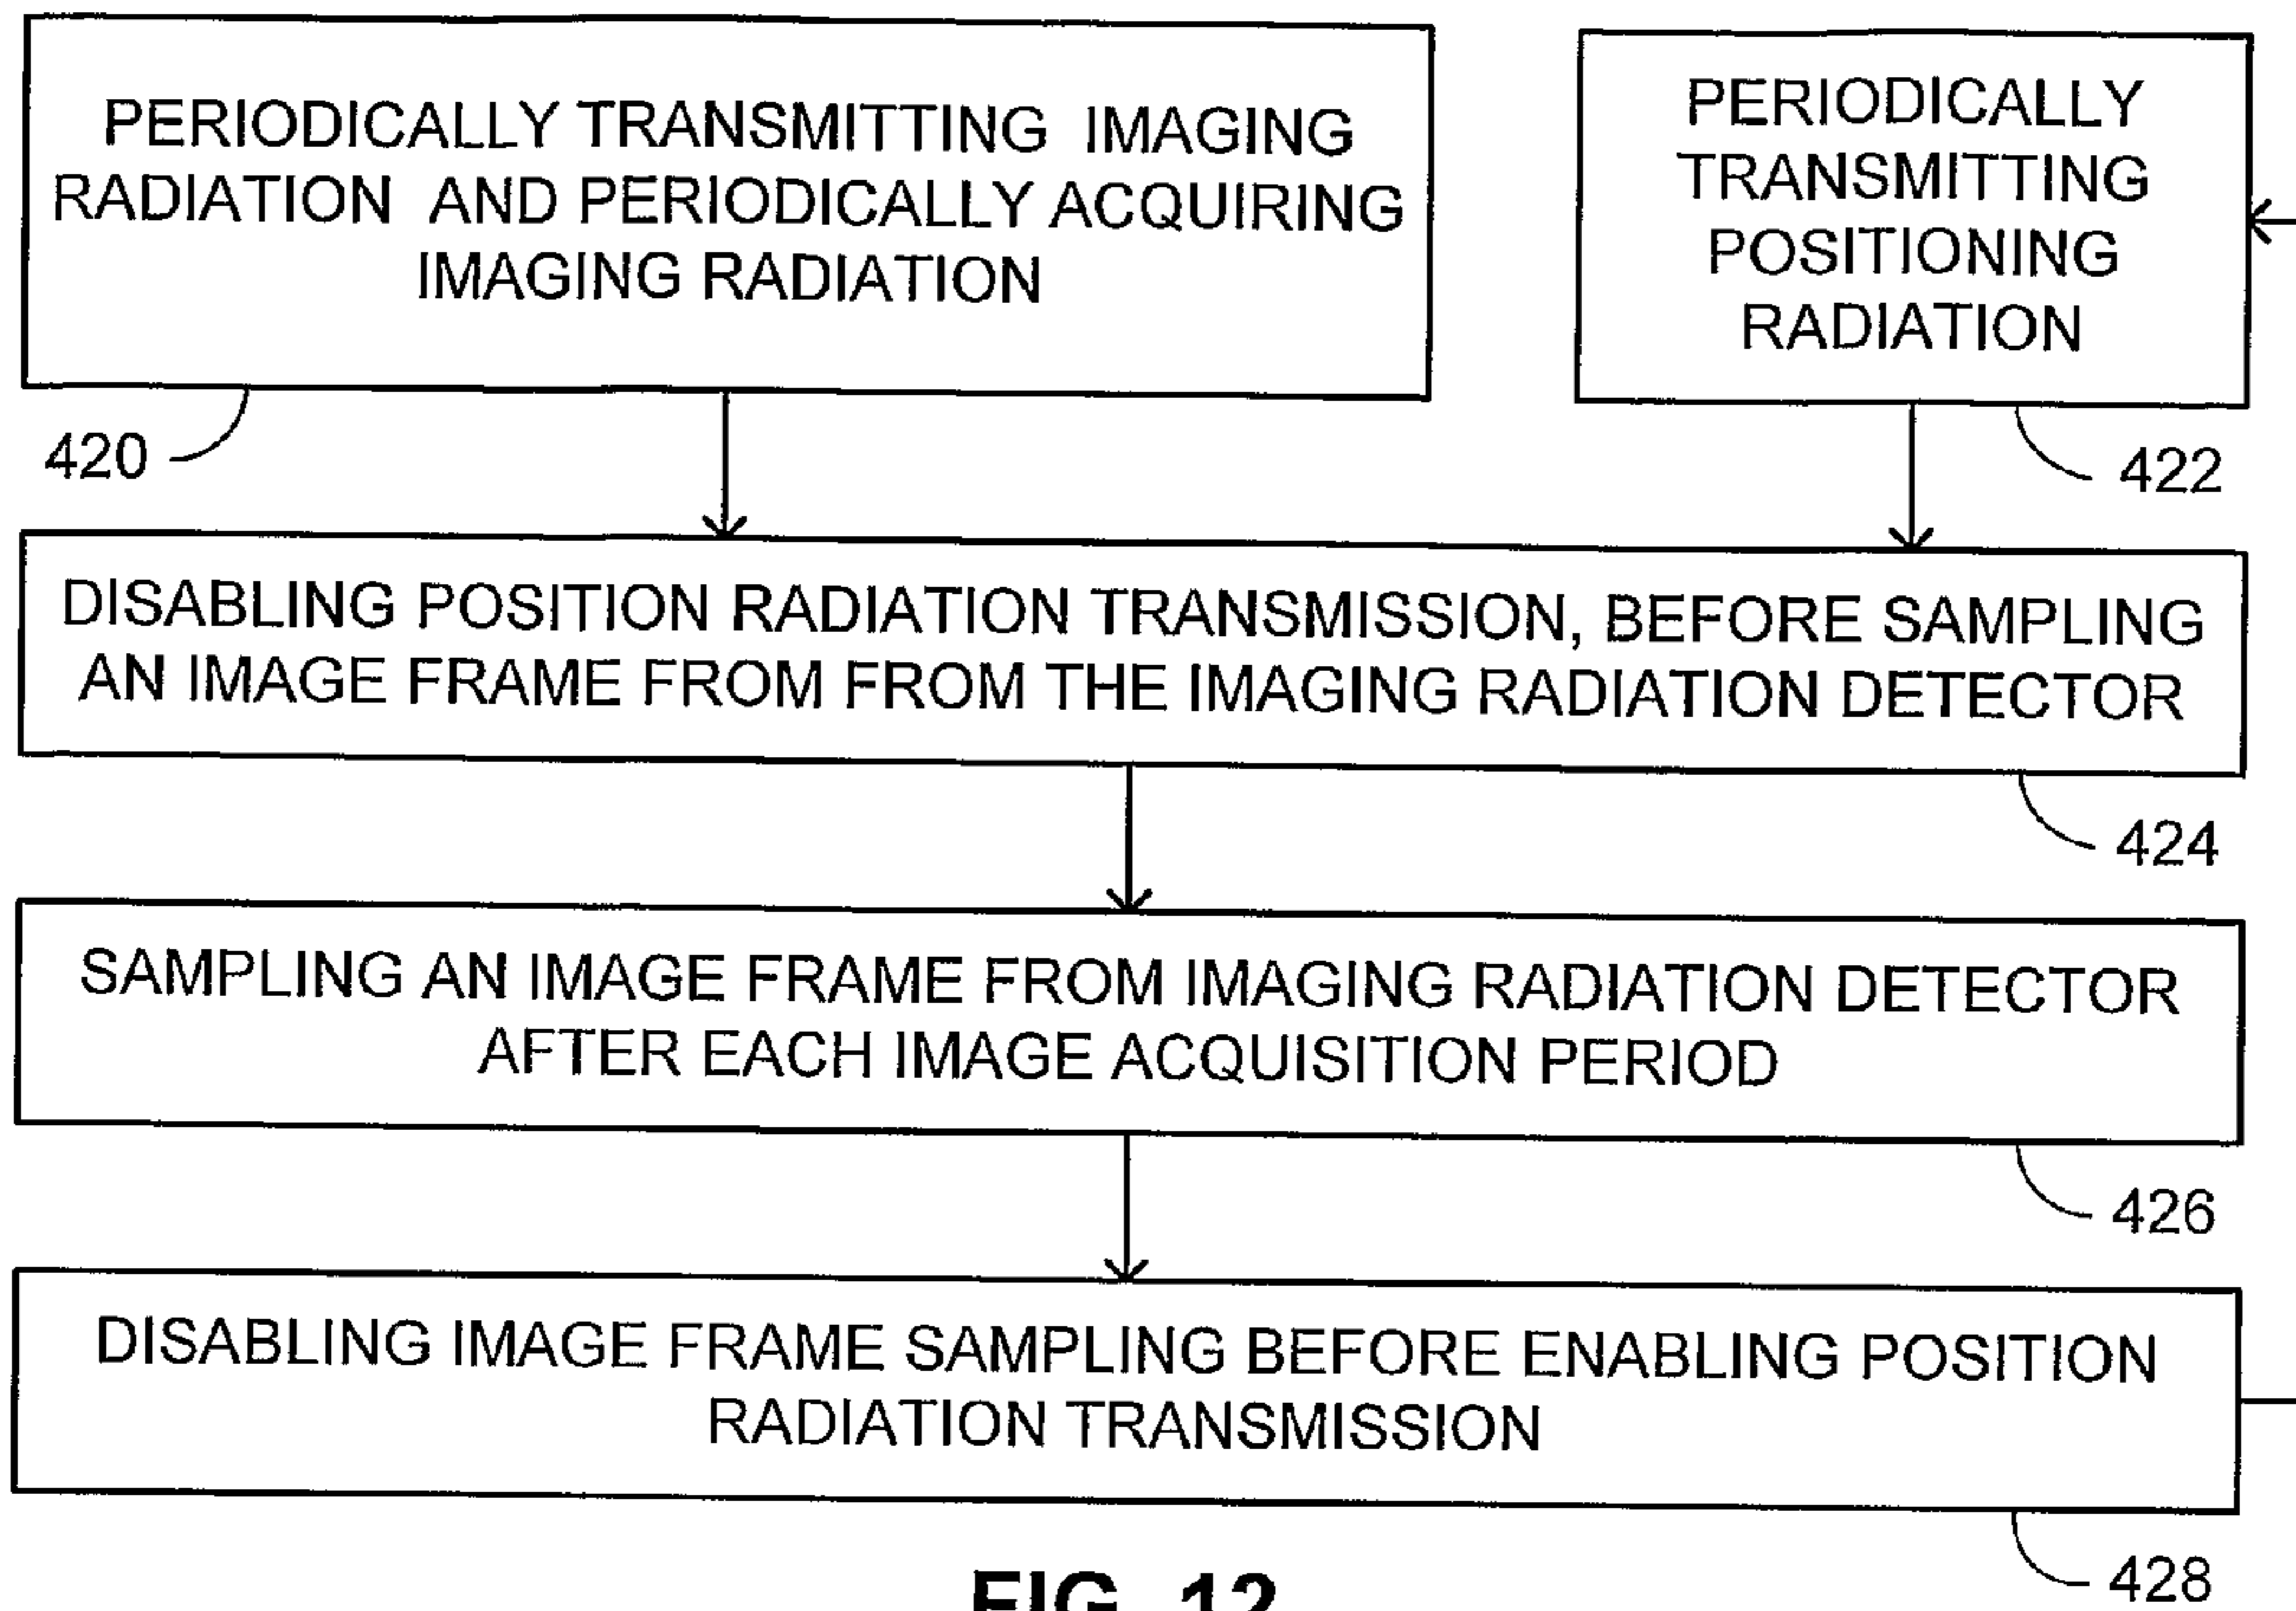 PERIODICALLY TRANSMITTING IMAGING
RADIATION AND PERIODICALLY ACQUIRING
IMAGING RADIATION
420
PERIODICALLY
TRANSMITTING
POSITIONING
RADIATION
422
DISABLING POSITION RADIATION TRANSMISSION, BEFORE SAMPLING
AN IMAGE FRAME FROM FROM THE IMAGING RADIATION DETECTOR
424
SAMPLING AN IMAGE FRAME FROM IMAGING RADIATION DETECTOR
AFTER EACH IMAGE ACQUISITION PERIOD
426
DISABLING IMAGE FRAME SAMPLING BEFORE ENABLING POSITION
RADIATION TRANSMISSION
428
FIG. 12